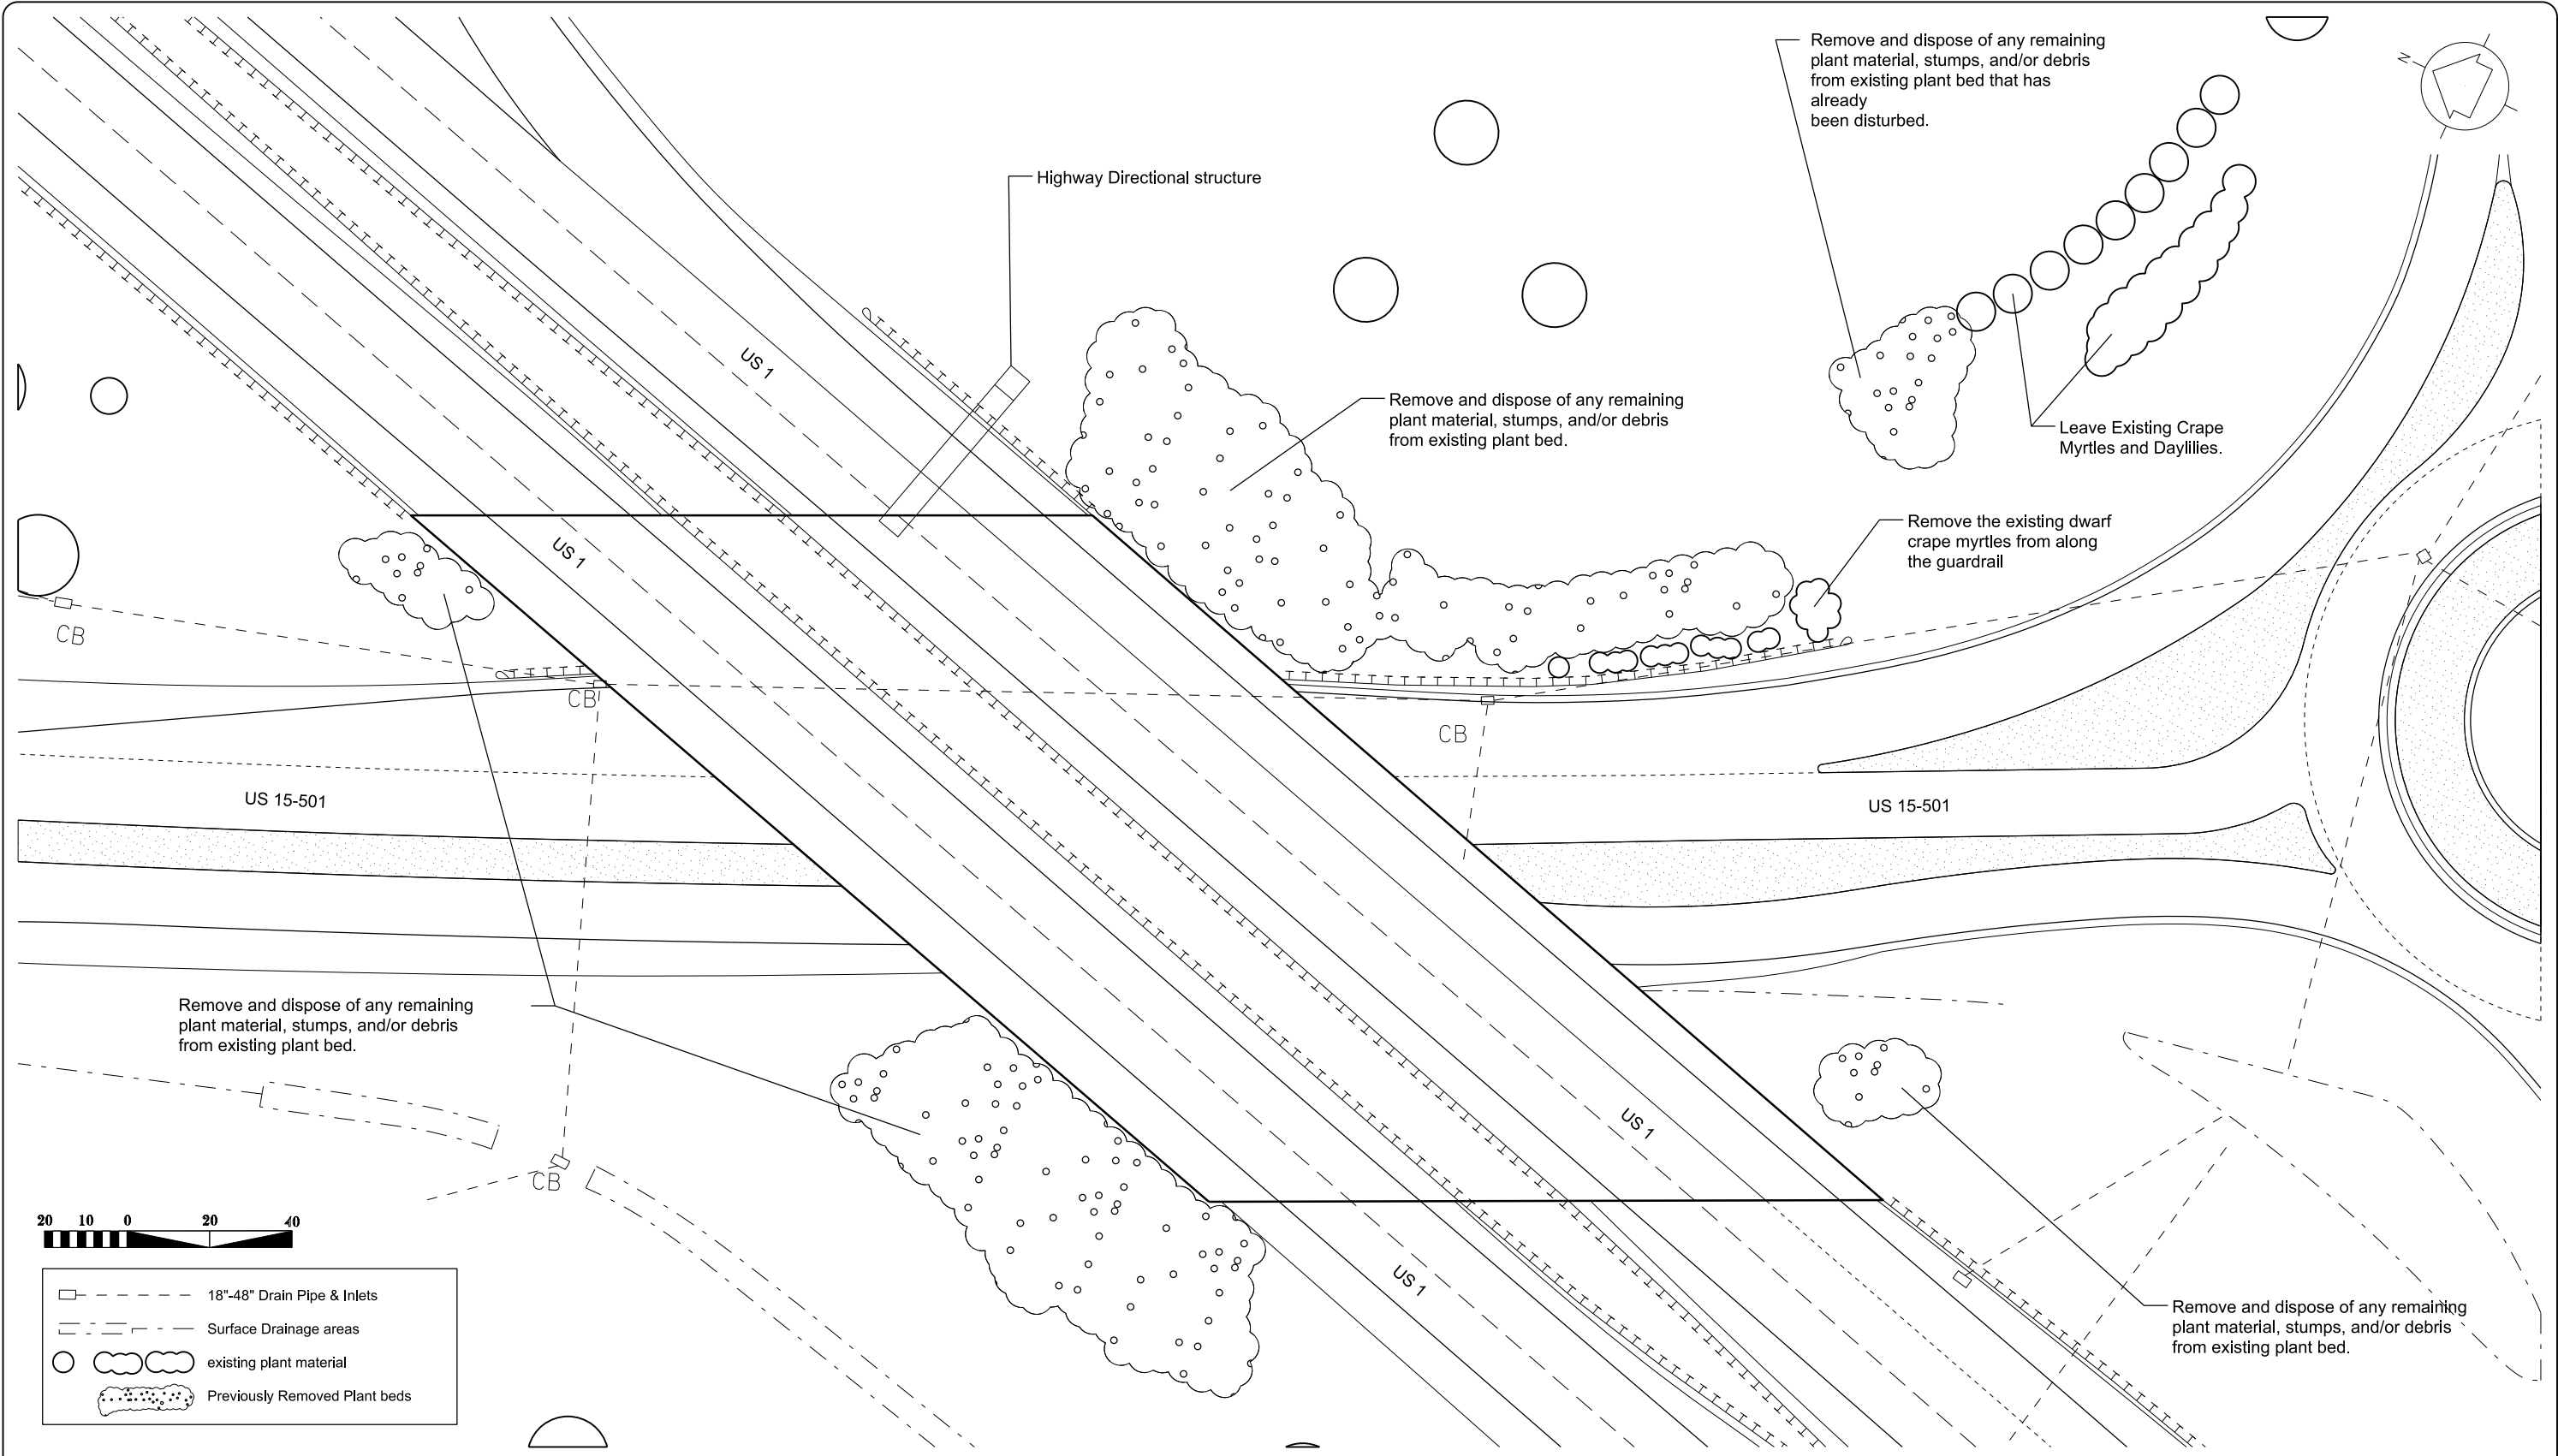 Remove and dispose of any remaining
plant material, stumps, and/or debris
from existing plant bed that has
already
been disturbed.
N
Highway Directional structure
US 1
Remove and dispose of any remaining
plant material, stumps, and/or debris
from existing plant bed.
Leave Existing Crape
Myrtles and Daylilies.
Remove the existing dwarf
crape myrtles from along
the guardrail
US 1
CB
CB
CB
US 15-501
US 15-501
Remove and dispose of any remaining
plant material, stumps, and/or debris
from existing plant bed.
US 1
CB
20 10 0 20 40
US 1
18"-48" Drain Pipe & Inlets
Surface Drainage areas
existing plant material
Previously Removed Plant beds
Remove and dispose of any remaining
plant material, stumps, and/or debris
from existing plant bed.